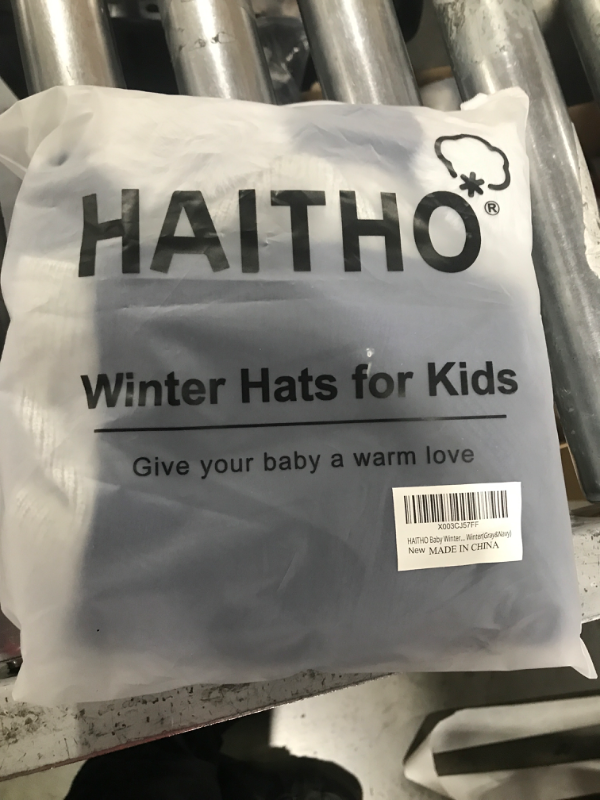 HAITHO®
Winter Hats for Kids
Give your baby a warm love
X003CJ57FF
HAITHO Baby Winter... Winter(Gray&Navy)
New MADE IN CHINA